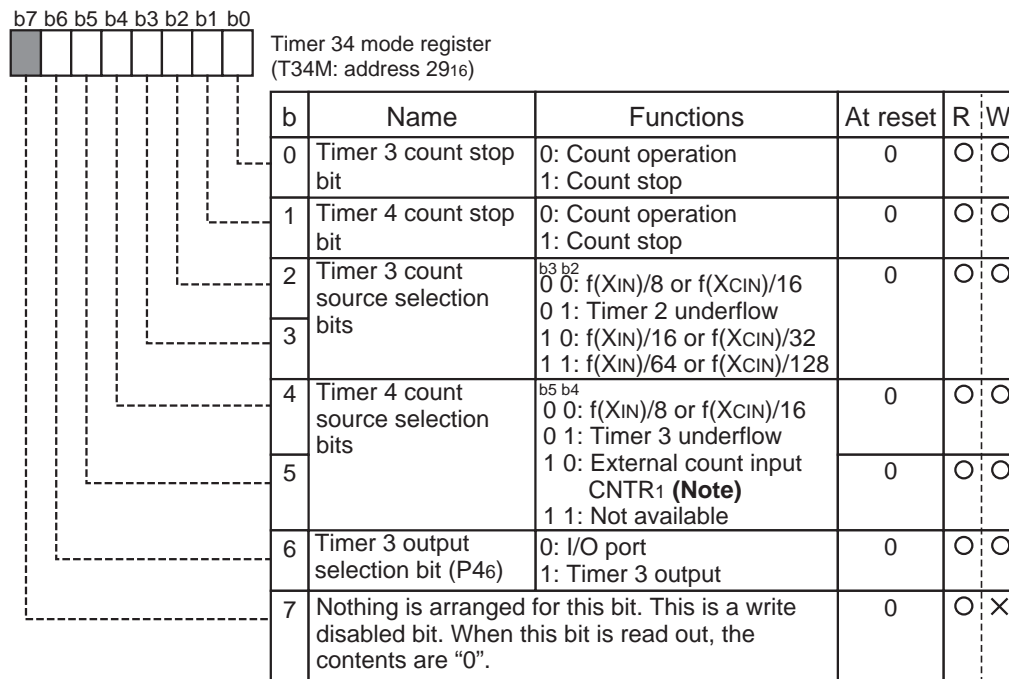 b7 b6 b5 b4 b3 b2 b1 b0
Timer 34 mode register
(T34M: address 2916)
b Name Functions At reset R W
0 Timer 3 count stop bit 0: Count operation 0 O O
1: Count stop
1 Timer 4 count stop bit 0: Count operation 0 O O
1: Count stop
2 Timer 3 count source selection bits b3 b2 0 O O
0 0: f(XIN)/8 or f(XCIN)/16
0 1: Timer 2 underflow
3 1 0: f(XIN)/16 or f(XCIN)/32
1 1: f(XIN)/64 or f(XCIN)/128
4 Timer 4 count source selection bits b5 b4 0 O O
0 0: f(XIN)/8 or f(XCIN)/16
0 1: Timer 3 underflow
5 1 0: External count input 0 O O
CNTR1 (Note)
1 1: Not available
6 Timer 3 output selection bit (P46) 0: I/O port 0 O O
1: Timer 3 output
7 Nothing is arranged for this bit. This is a write 0 O ×
disabled bit. When this bit is read out, the
contents are “0”.